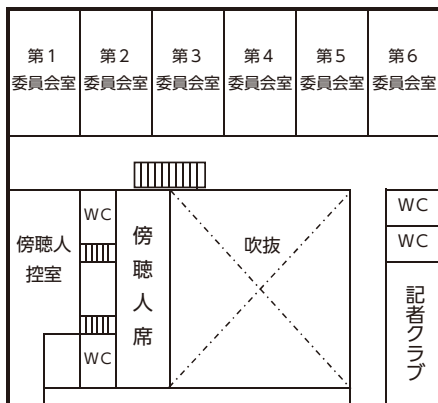 第1
委員会室
第2
委員会室
第3
委員会室
第4
委員会室
第5
委員会室
第6
委員会室
WC
傍聴人
控室
WC
傍聴人席
吹抜
WC
WC
記者クラブ